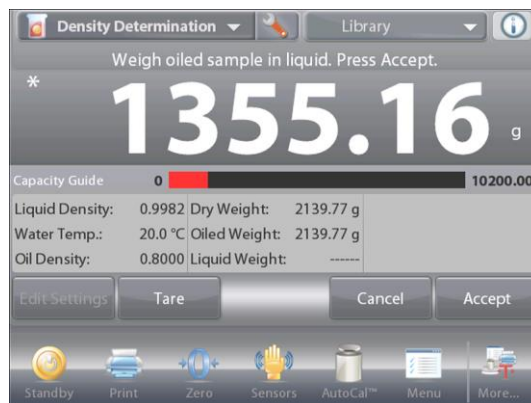 Density Determination
Library
Weigh oiled sample in liquid. Press Accept.
* 1355.16 g
Capacity Guide 0 10200.00
Liquid Density: 0.9982 Dry Weight: 2139.77 g
Water Temp.: 20.0 °C Oiled Weight: 2139.77 g
Oil Density: 0.8000 Liquid Weight: ------
Edit Settings Tare Cancel Accept
Standby Print Zero Sensors AutoCal™ Menu More...